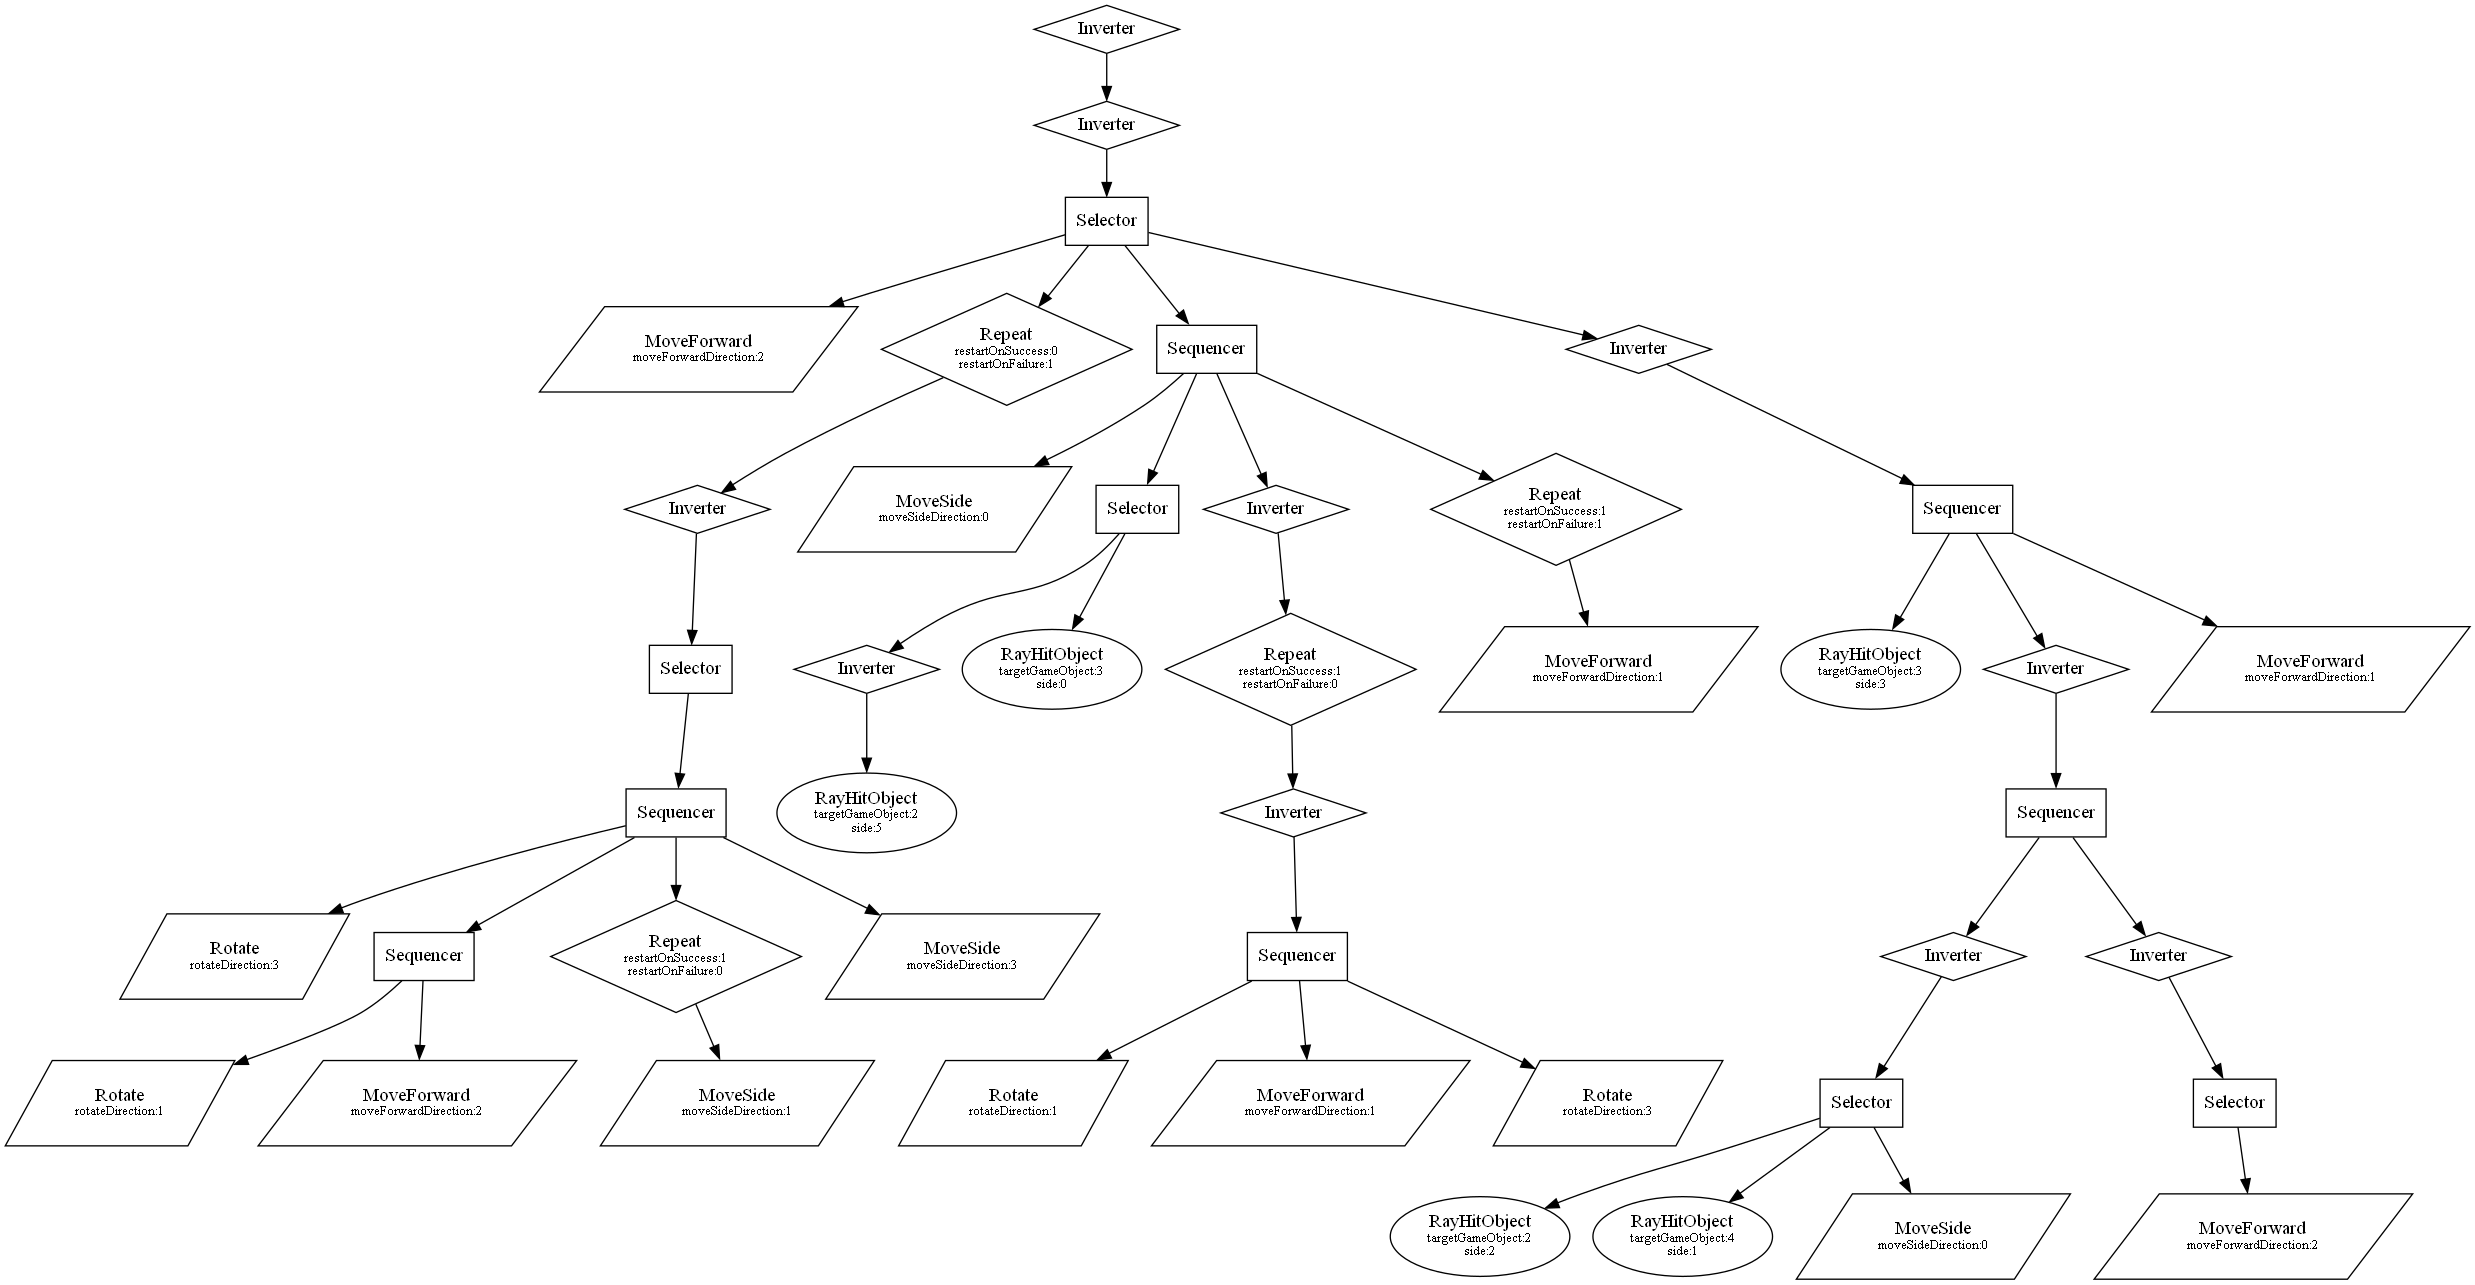 Inverter
Inverter
Selector
MoveForward
moveForwardDirection:2
Repeat
restartOnSuccess:0
restartOnFailure:1
Sequencer
Inverter
Inverter
MoveSide
moveSideDirection:0
Selector
Inverter
Repeat
restartOnSuccess:1
restartOnFailure:1
Sequencer
Selector
Inverter
RayHitObject
targetGameObject:3
side:0
Repeat
restartOnSuccess:1
restartOnFailure:0
MoveForward
moveForwardDirection:1
RayHitObject
targetGameObject:3
side:3
Inverter
MoveForward
moveForwardDirection:1
Sequencer
RayHitObject
targetGameObject:2
side:5
Inverter
Sequencer
Rotate
rotateDirection:3
Sequencer
Repeat
restartOnSuccess:1
restartOnFailure:0
MoveSide
moveSideDirection:3
Sequencer
Inverter
Inverter
Rotate
rotateDirection:1
MoveForward
moveForwardDirection:2
MoveSide
moveSideDirection:1
Rotate
rotateDirection:1
MoveForward
moveForwardDirection:1
Rotate
rotateDirection:3
Selector
Selector
RayHitObject
targetGameObject:2
side:2
RayHitObject
targetGameObject:4
side:1
MoveSide
moveSideDirection:0
MoveForward
moveForwardDirection:2